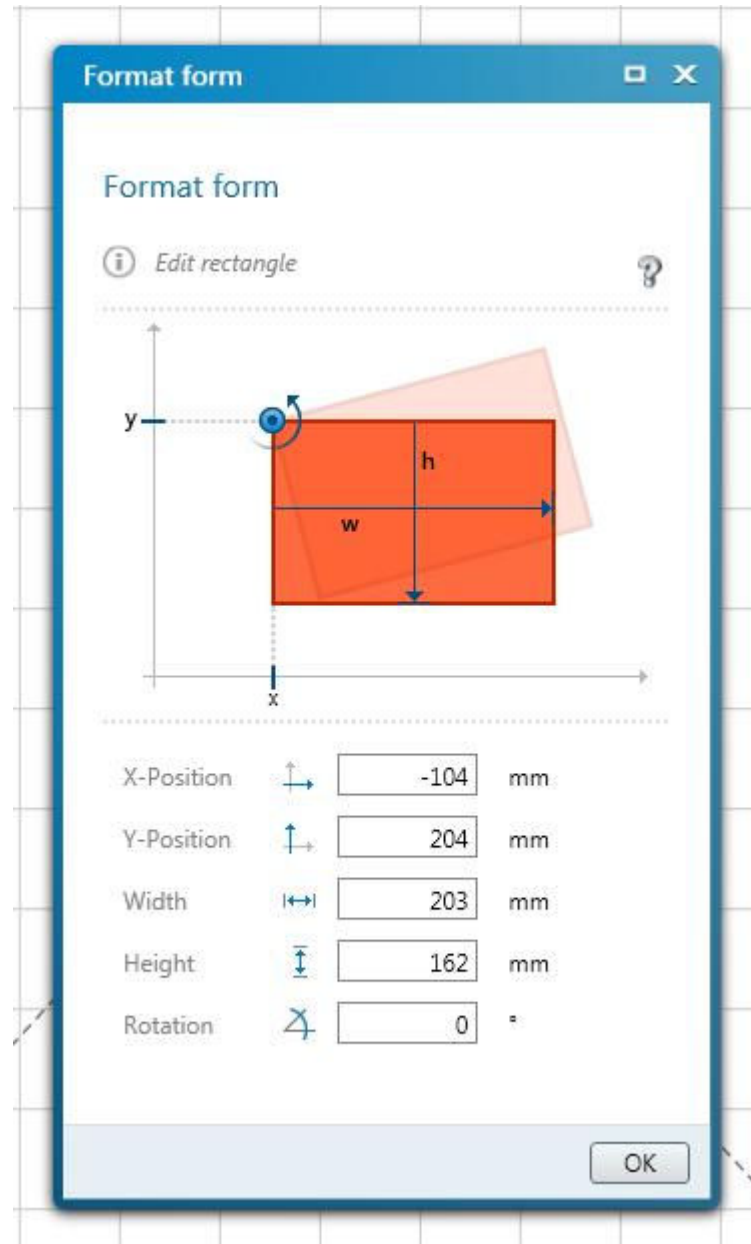 Format form
Format form
Edit rectangle
y
h
w
x
X-Position -104 mm
Y-Position 204 mm
Width 203 mm
Height 162 mm
Rotation 0 °
OK